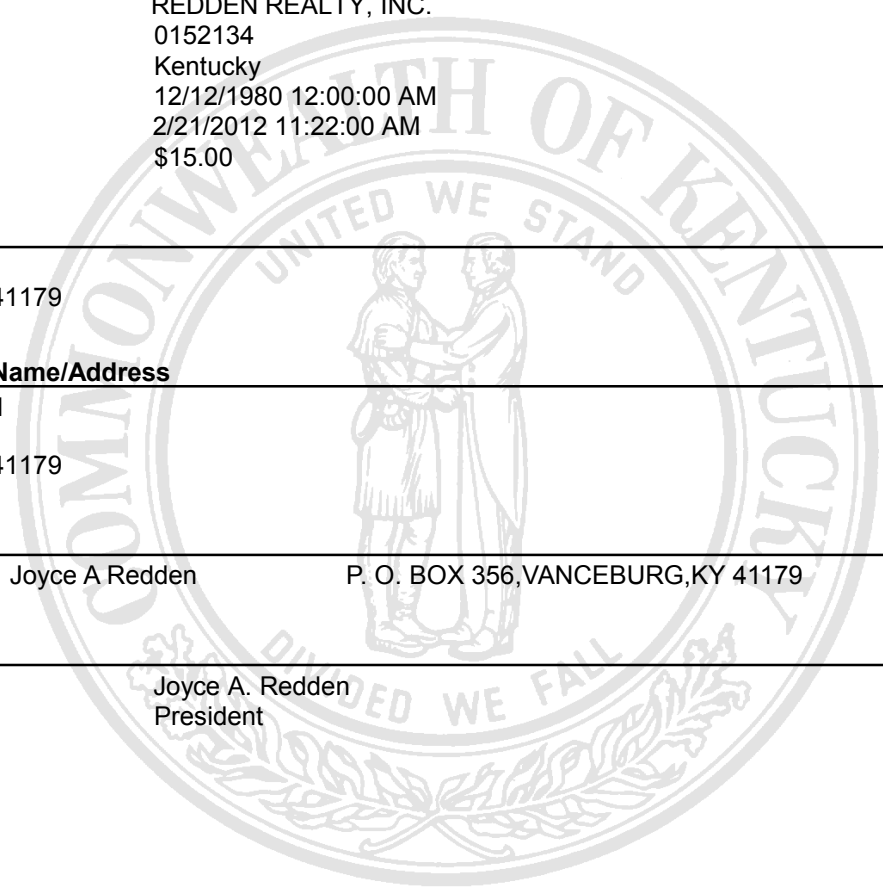 REDDEN REALTY, INC.
0152134
Kentucky
12/12/1980 12:00:00 AM
2/21/2012 11:22:00 AM
$15.00
41179
Name/Address
41179
Joyce A Redden P. O. BOX 356,VANCEBURG,KY 41179
Joyce A. Redden
President
COMMONWEALTH OF KENTUCKY
UNITED WE STAND
DIVIDED WE FALL